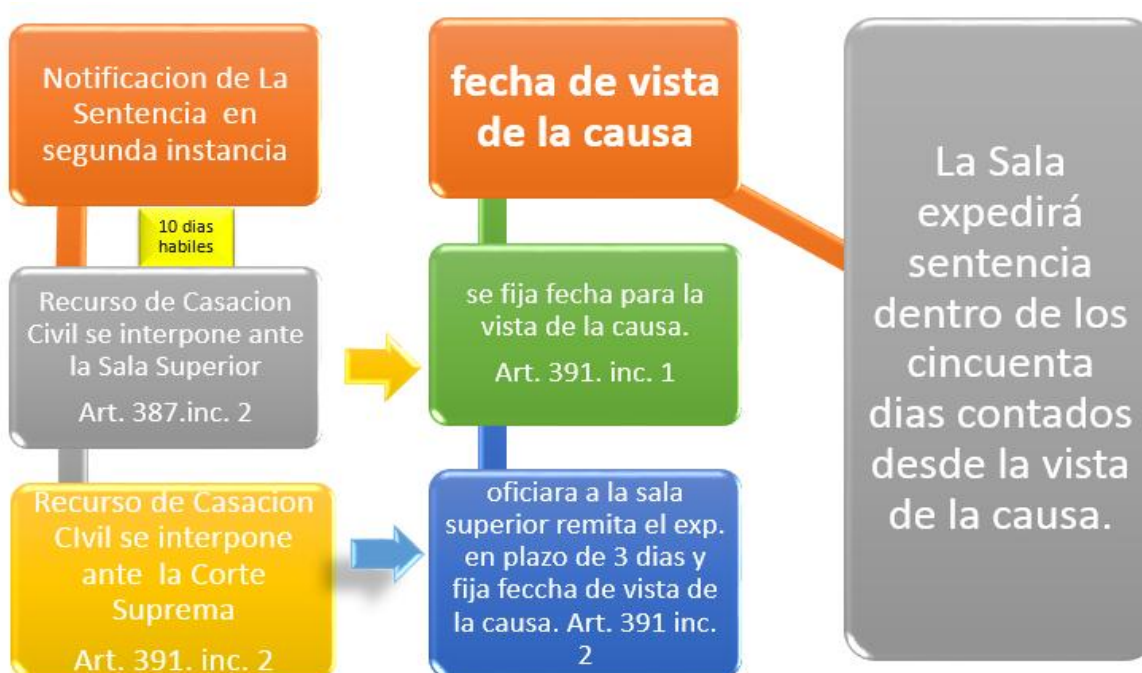 Notificacion de La
Sentencia en
segunda instancia
10 dias
habiles
Recurso de Casacion
Civil se interpone ante
la Sala Superior
Art. 387.inc. 2
Recurso de Casacion
CIvil se interpone
ante la Corte
Suprema
Art. 391. inc. 2
fecha de vista
de la causa
se fija fecha para la
vista de la causa.
Art. 391. inc. 1
oficiara a la sala
superior remita el exp.
en plazo de 3 dias y
fija feccha de vista de
la causa. Art. 391 inc.
2
La Sala
expedirá
sentencia
dentro de los
cincuenta
dias contados
desde la vista
de la causa.